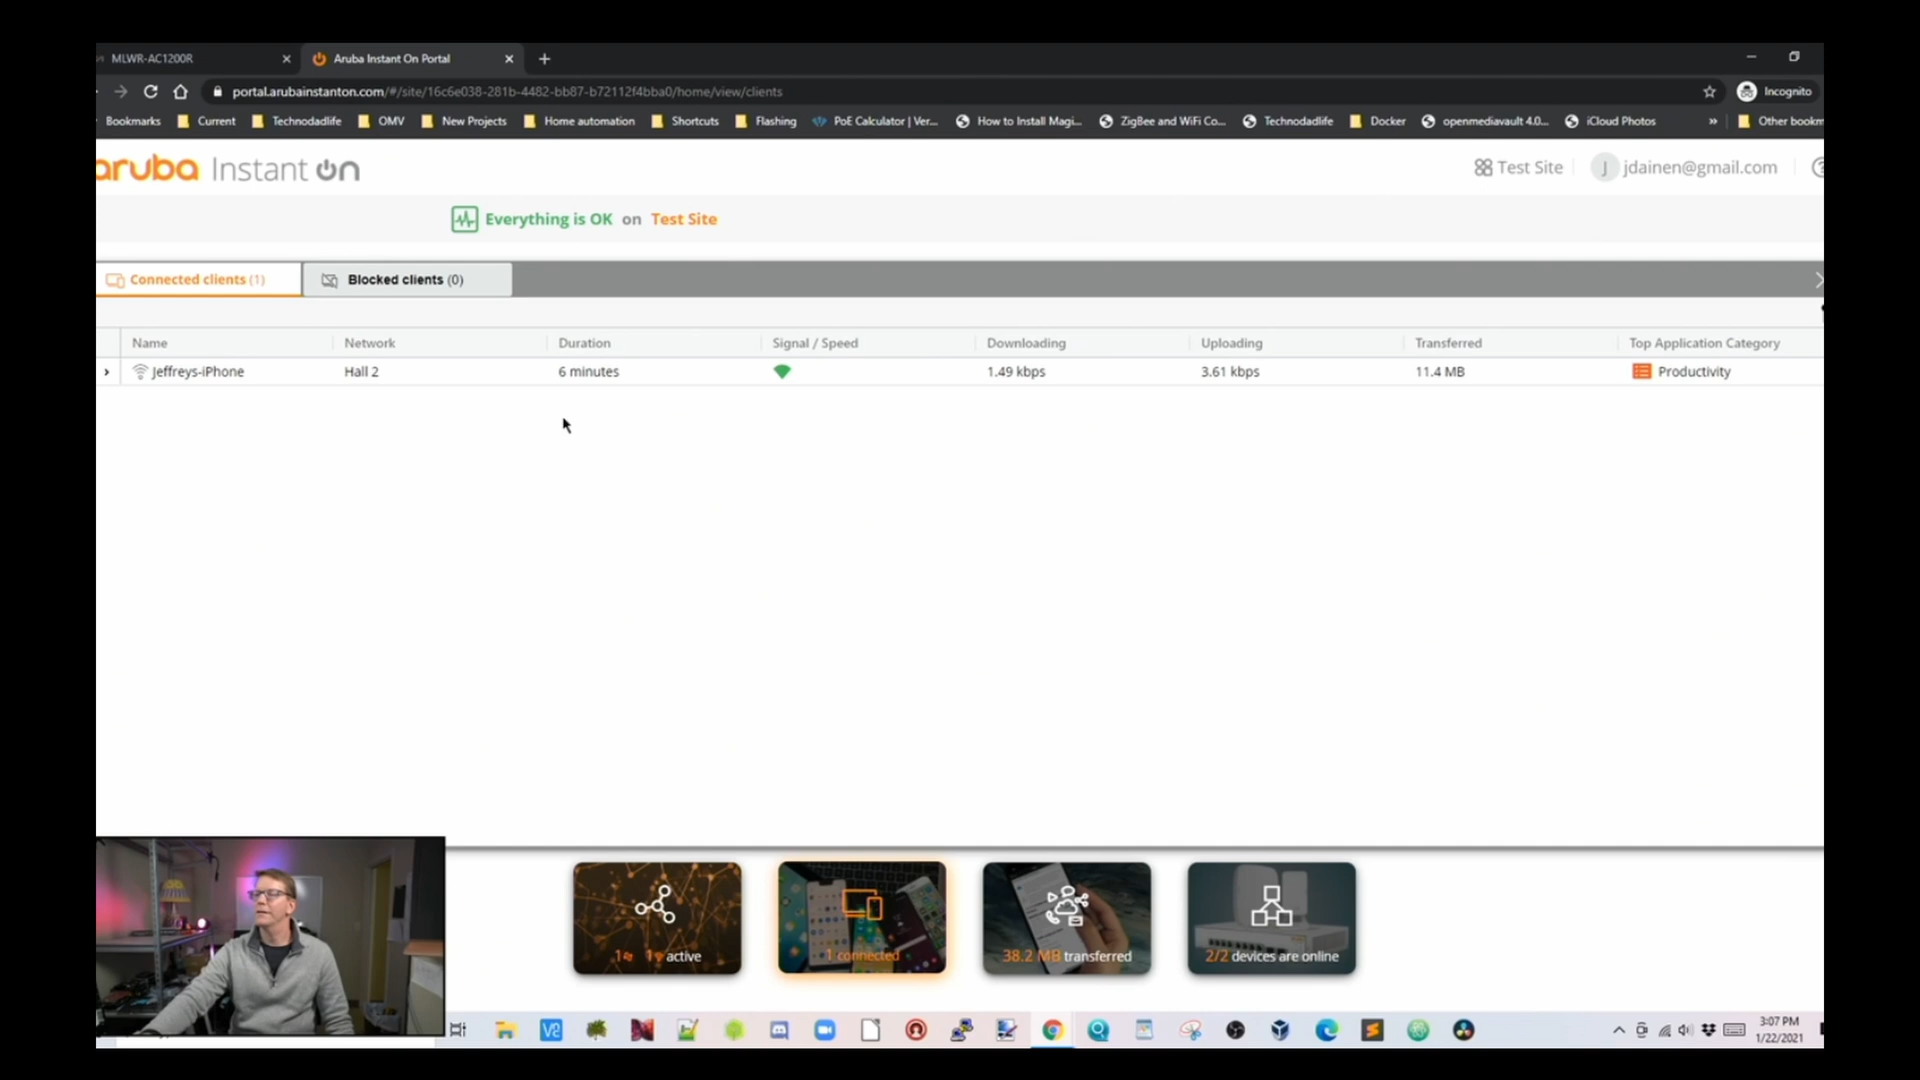 MLWR-AC1200R
Aruba Instant On Portal
portal.arubainstanton.com/#/site/16c6e038-281b-4482-bb87-b72112f4bba0/home/view/clients
Incognito
Bookmarks Current Technodadlife OMV New Projects Home automation Shortcuts Flashing PoE Calculator | Ver... How to Install Magi... ZigBee and WiFi Co... Technodadlife Docker openmediavault 4.0... iCloud Photos » Other bookm
aruba Instant On
Test Site
J jdainen@gmail.com
Everything is OK on Test Site
Connected clients (1) Blocked clients (0)
Name Network Duration Signal / Speed Downloading Uploading Transferred Top Application Category
Jeffreys-iPhone Hall 2 6 minutes 1.49 kbps 3.61 kbps 11.4 MB Productivity
1 1 active
1 connected
38.2 MB transferred
2/2 devices are online
3:07 PM
1/22/2021